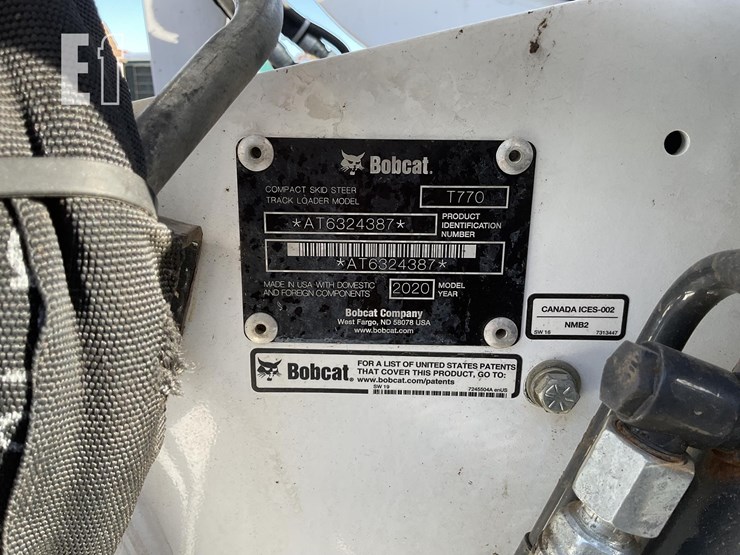 E1
Bobcat.
COMPACT SKID STEER
TRACK LOADER MODEL
T770
*AT6324387*
PRODUCT
IDENTIFICATION
NUMBER
*AT6324387*
MADE IN USA WITH DOMESTIC
AND FOREIGN COMPONENTS
2020
MODEL
YEAR
Bobcat Company
West Fargo, ND 58078 USA
www.bobcat.com
CANADA ICES-002
NMB2
SW 16
7313447
Bobcat.
FOR A LIST OF UNITED STATES PATENTS
THAT COVER THIS PRODUCT, GO TO:
www.bobcat.com/patents
SW 19
7245504A enUS